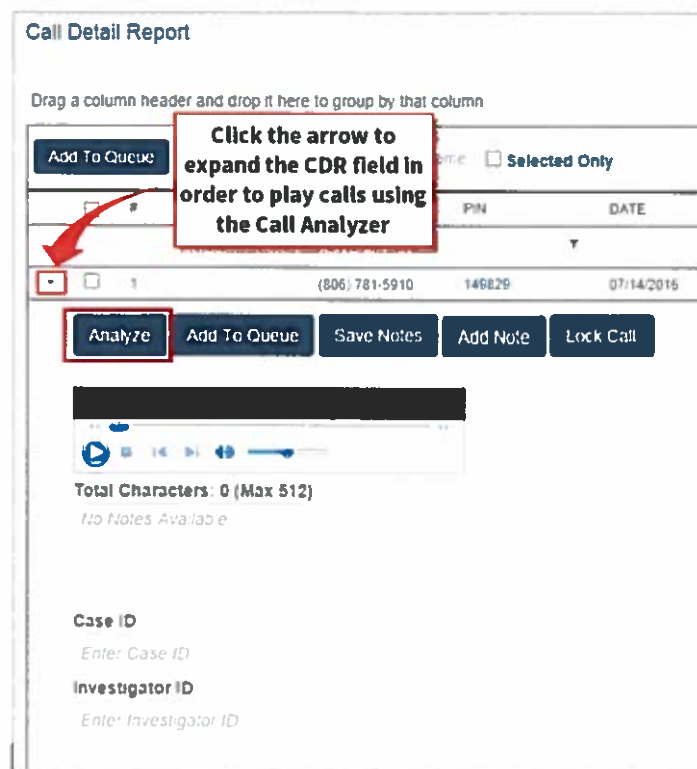 Call Detail Report
Drag a column header and drop it here to group by that column
Click the arrow to
expand the CDR field in
order to play calls using
the Call Analyzer
Add To Queue
Selected Only
# PIN DATE
1 (806) 781-5910 149829 07/14/2016
Analyze Add To Queue Save Notes Add Note Lock Call
Total Characters: 0 (Max 512)
No Notes Available
Case ID
Enter Case ID
Investigator ID
Enter Investigator ID